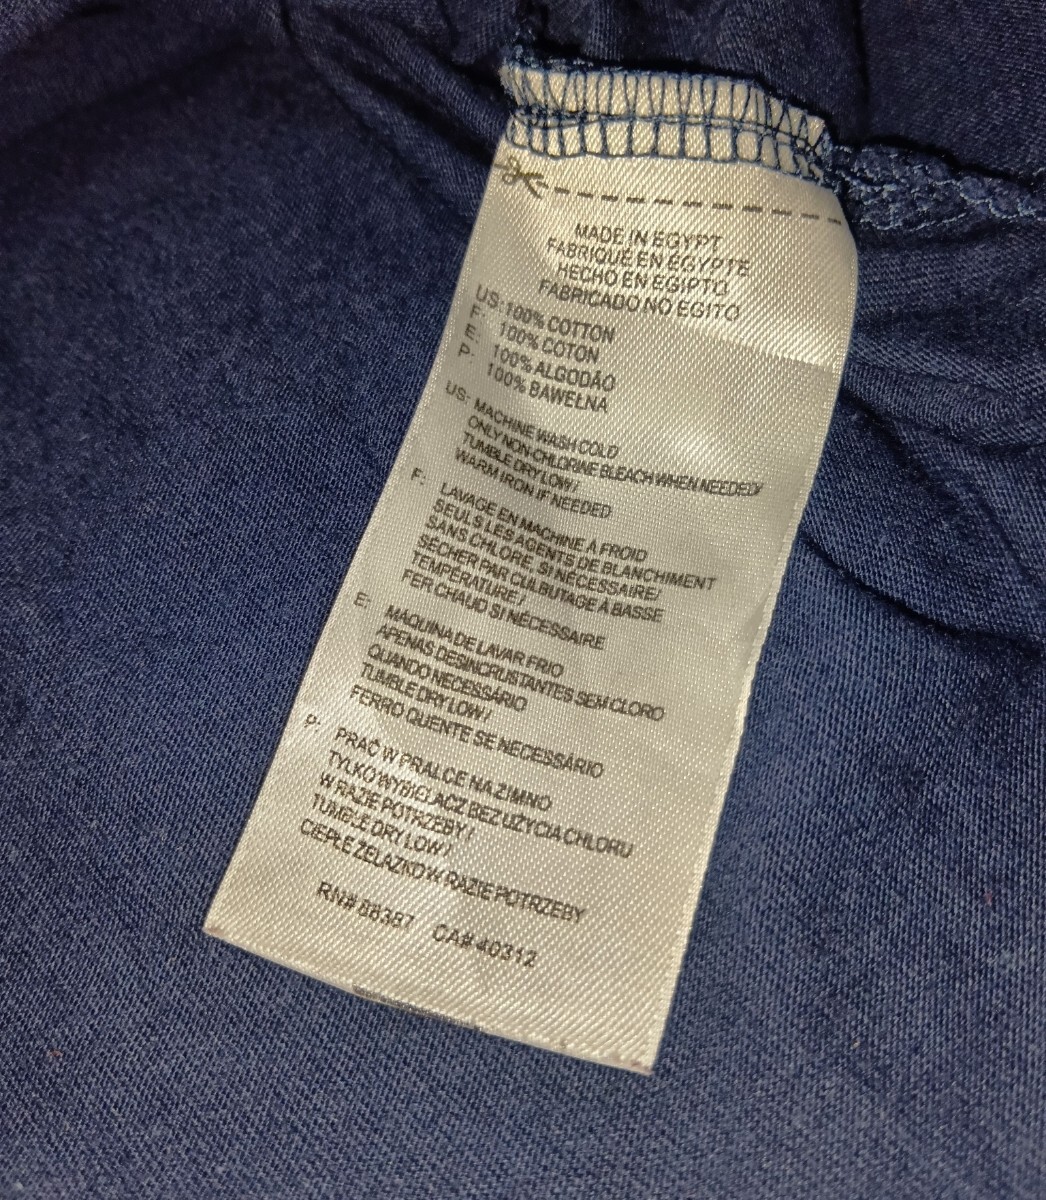 MADE IN EGYPT
FABRIQUE EN EGYPTE
HECHO EN EGIPTO
FABRICADO NO EGITO
US: 100% COTTON
F: 100% COTON
E: 100% ALGODÃO
P: 100% BAWEŁNA
US: MACHINE WASH COLD
ONLY NON-CHLORINE BLEACH WHEN NEEDED/
TUMBLE DRY LOW /
WARM IRON IF NEEDED
F: LAVAGE EN MACHINE À FROID
SEULS LES AGENTS DE BLANCHIMENT
SANS CHLORE, SI NÉCESSAIRE/
SÉCHER PAR CULBUTAGE À BASSE
TEMPÉRATURE /
FER CHAUD SI NÉCESSAIRE
E: MÁQUINA DE LAVAR FRIO
APENAS DESINCRUSTANTES SEM CLORO
QUANDO NECESSÁRIO
TUMBLE DRY LOW /
FERRO QUENTE SE NECESSÁRIO
P: PRAĆ W PRALCE NA ZIMNO
TYLKO WYBIELACZ BEZ UŻYCIA CHLORU
W RAZIE POTRZEBY /
TUMBLE DRY LOW /
CIEPŁE ŻELAZKO W RAZIE POTRZEBY
RN# 88387 CA# 40312